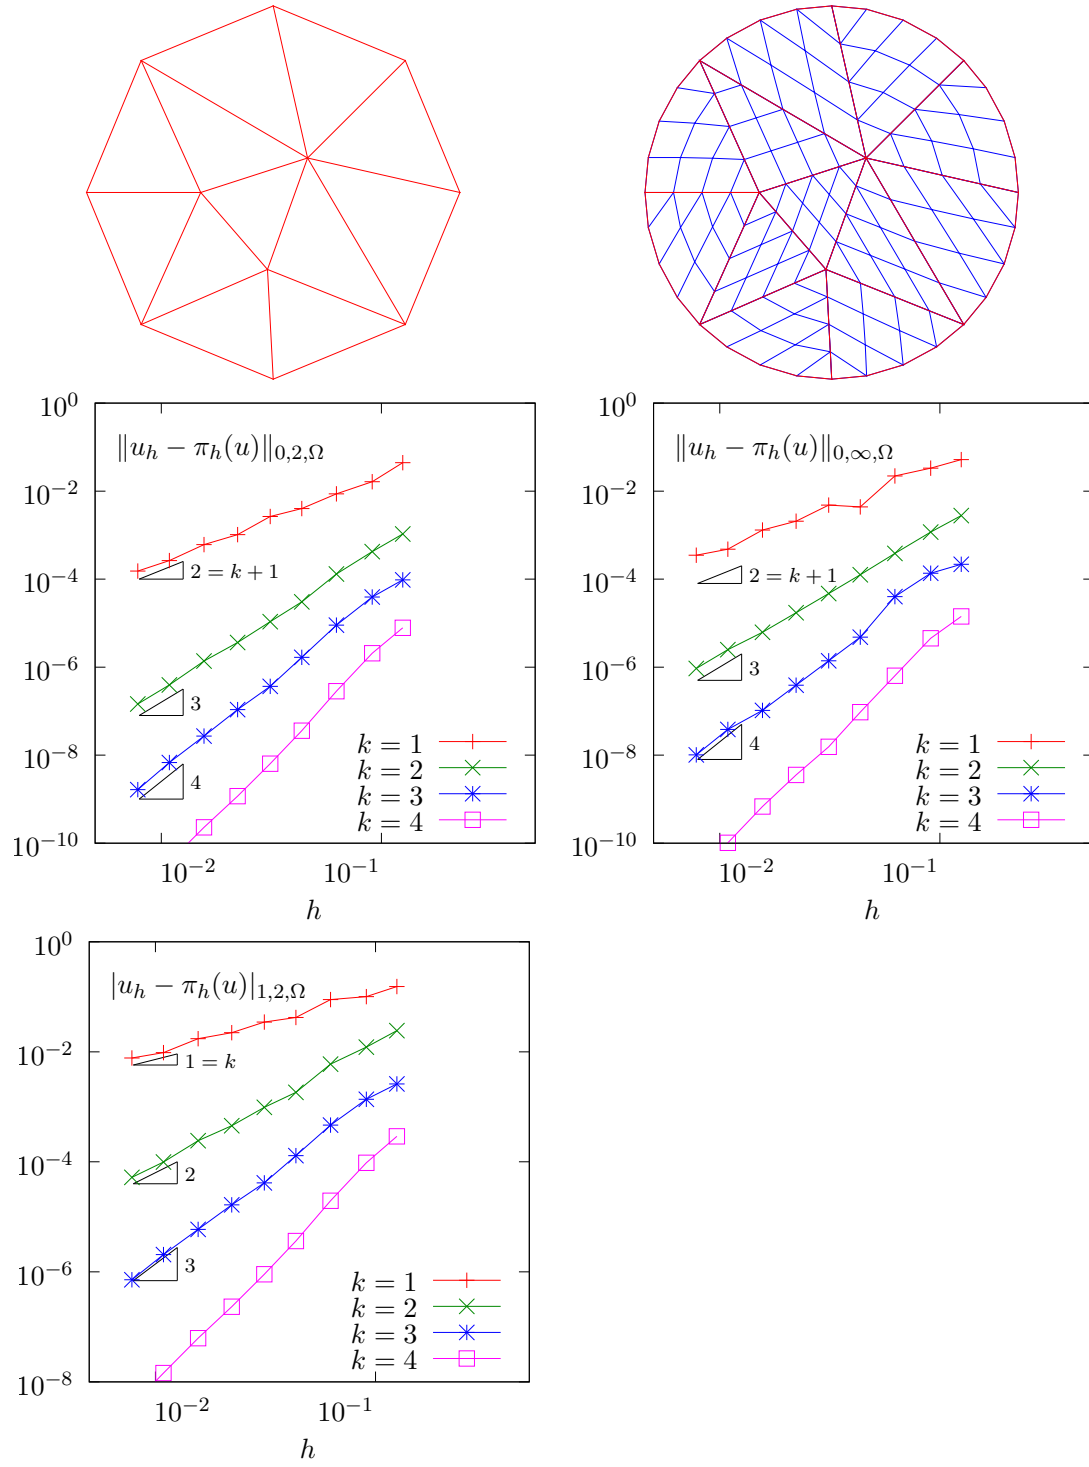 10^0
10^−2
10^−4
10^−6
10^−8
10^−10
10^−2
10^−1
h
‖u_h − π_h(u)‖_{0,2,Ω}
2 = k + 1
3
4
k = 1
k = 2
k = 3
k = 4
10^0
10^−2
10^−4
10^−6
10^−8
10^−10
10^−2
10^−1
h
‖u_h − π_h(u)‖_{0,∞,Ω}
2 = k + 1
3
4
k = 1
k = 2
k = 3
k = 4
10^0
10^−2
10^−4
10^−6
10^−8
10^−2
10^−1
h
|u_h − π_h(u)|_{1,2,Ω}
1 = k
2
3
k = 1
k = 2
k = 3
k = 4